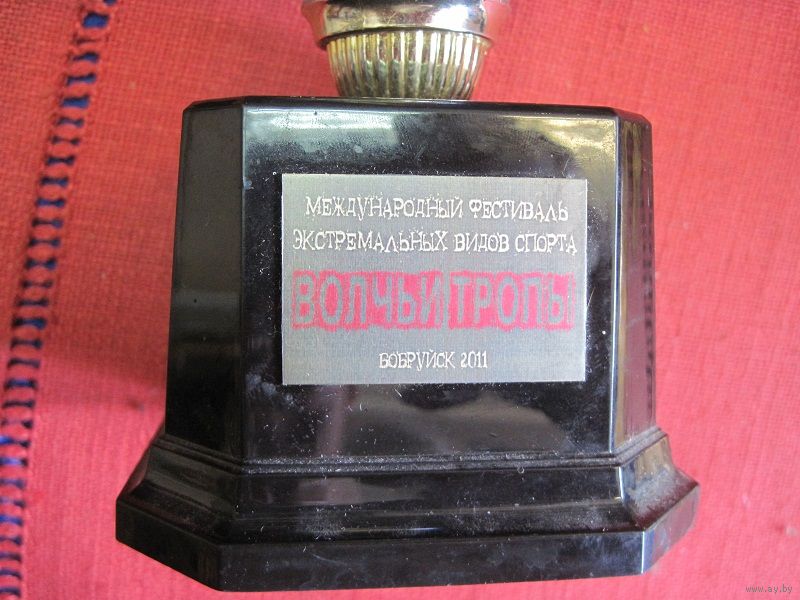 МЕЖДУНАРОДНЫЙ ФЕСТИВАЛЬ
ЭКСТРЕМАЛЬНЫХ ВИДОВ СПОРТА
ВОЛЧЬИ ТРОПЫ
БОБРУЙСК 2011
www.ay.by